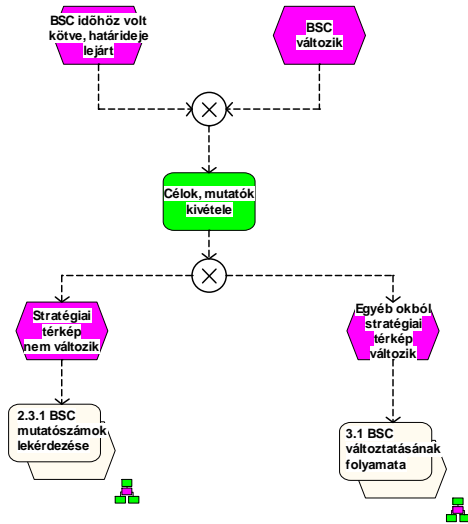 BSC időhöz volt
kötve, határideje
lejárt
BSC
változik
Célok, mutatók
kivétele
Stratégiai
térkép
nem változik
Egyéb okból
stratégiai
térkép
változik
2.3.1 BSC
mutatószámok
lekérdezése
3.1 BSC
változtatásának
folyamata